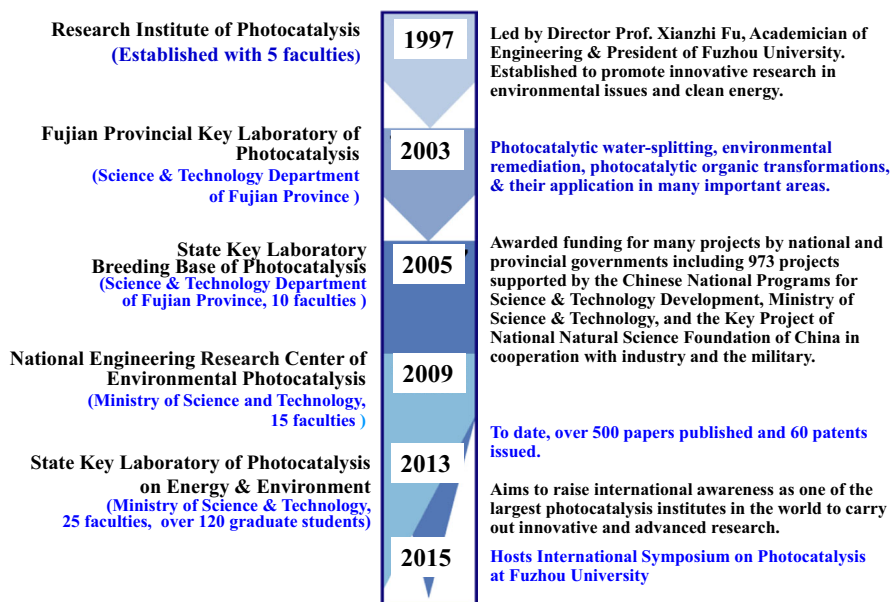 Research Institute of Photocatalysis
(Established with 5 faculties)
1997
Led by Director Prof. Xianzhi Fu, Academician of
Engineering & President of Fuzhou University.
Established to promote innovative research in
environmental issues and clean energy.
Fujian Provincial Key Laboratory of
Photocatalysis
(Science & Technology Department
of Fujian Province )
2003
Photocatalytic water-splitting, environmental
remediation, photocatalytic organic transformations,
& their application in many important areas.
State Key Laboratory
Breeding Base of Photocatalysis
(Science & Technology Department
of Fujian Province, 10 faculties )
2005
Awarded funding for many projects by national and
provincial governments including 973 projects
supported by the Chinese National Programs for
Science & Technology Development, Ministry of
Science & Technology, and the Key Project of
National Natural Science Foundation of China in
cooperation with industry and the military.
National Engineering Research Center of
Environmental Photocatalysis
(Ministry of Science and Technology,
15 faculties )
2009
To date, over 500 papers published and 60 patents
issued.
State Key Laboratory of Photocatalysis
on Energy & Environment
(Ministry of Science & Technology,
25 faculties, over 120 graduate students)
2013
Aims to raise international awareness as one of the
largest photocatalysis institutes in the world to carry
out innovative and advanced research.
2015
Hosts International Symposium on Photocatalysis
at Fuzhou University